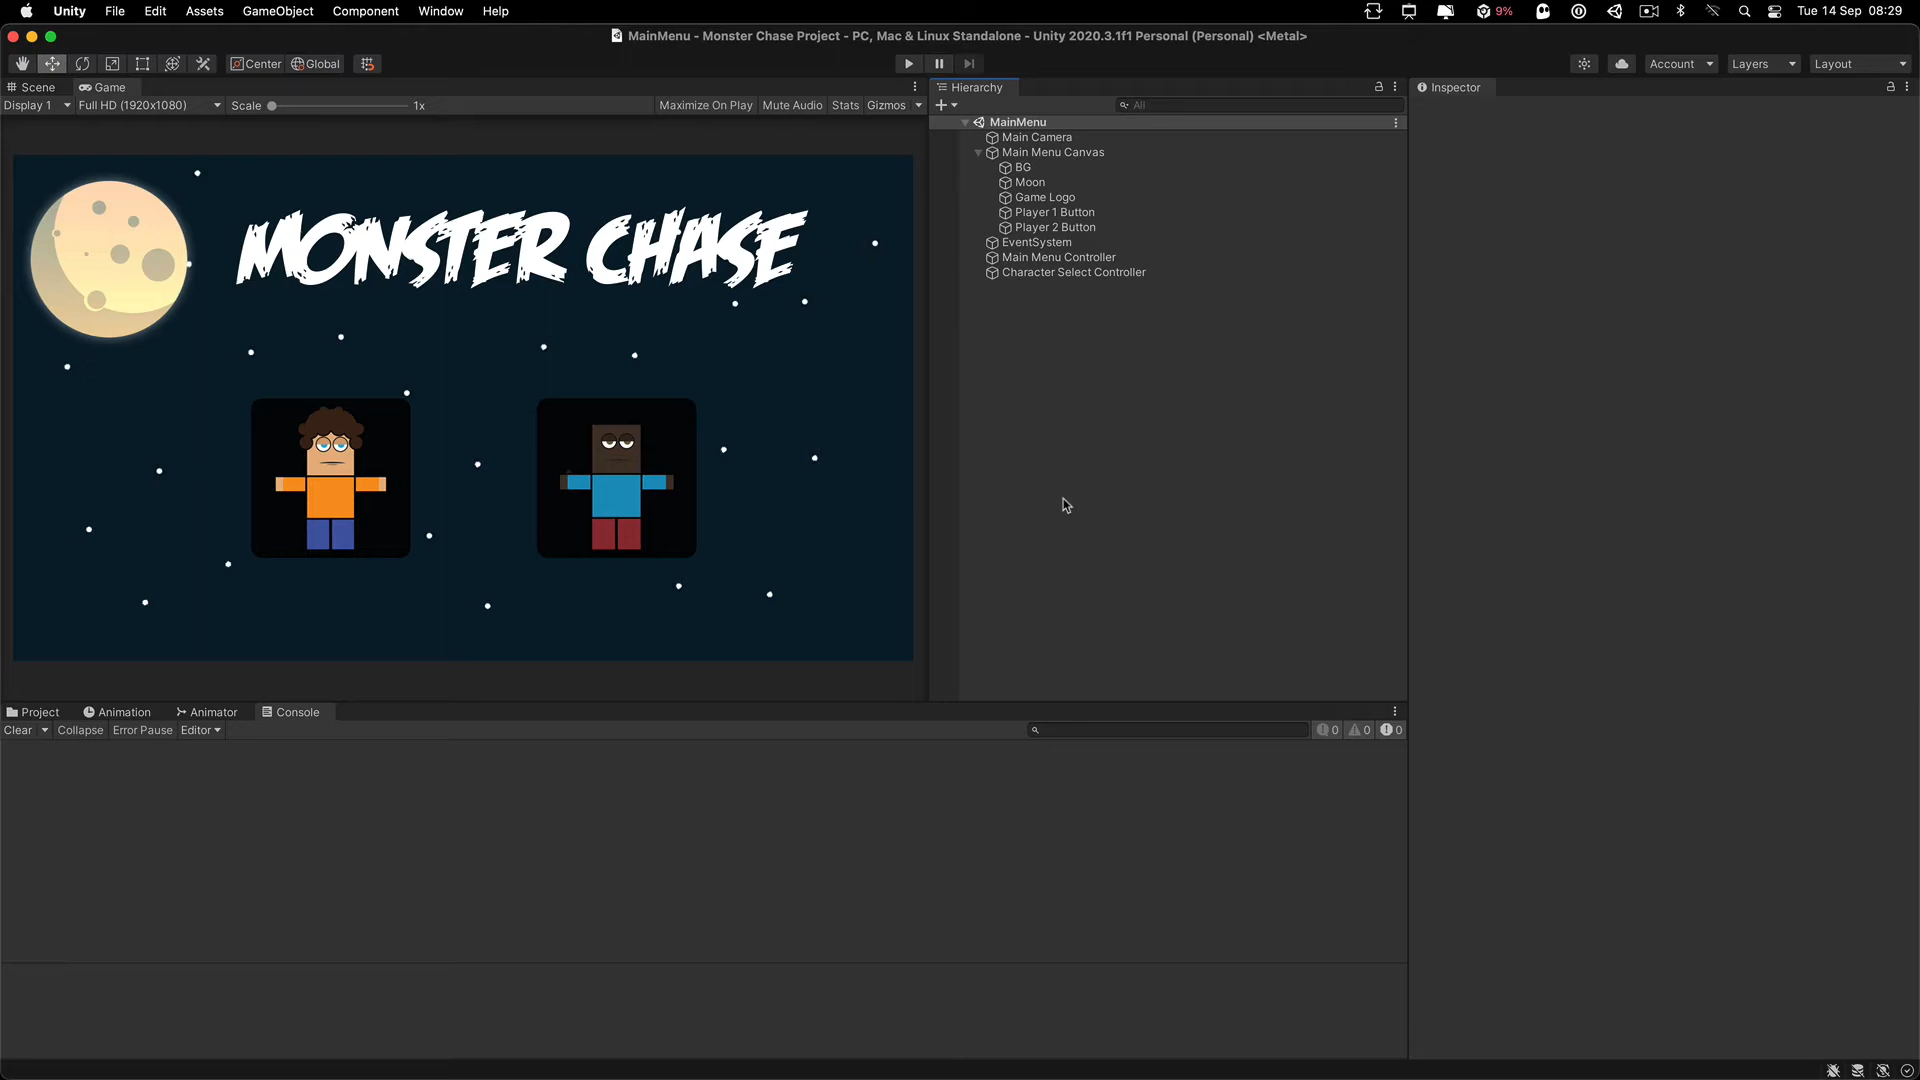 Unity File Edit Assets GameObject Component Window Help 9% Tue 14 Sep 08:29
MainMenu - Monster Chase Project - PC, Mac & Linux Standalone - Unity 2020.3.1f1 Personal (Personal) <Metal>
Center Global Account Layers Layout
Scene Game Hierarchy Inspector
Display 1 Full HD (1920x1080) Scale 1x Maximize On Play Mute Audio Stats Gizmos All
MainMenu
Main Camera
Main Menu Canvas
BG
Moon
Game Logo
Player 1 Button
Player 2 Button
EventSystem
Main Menu Controller
Character Select Controller
MONSTER CHASE
Project Animation Animator Console
Clear Collapse Error Pause Editor 0 0 0